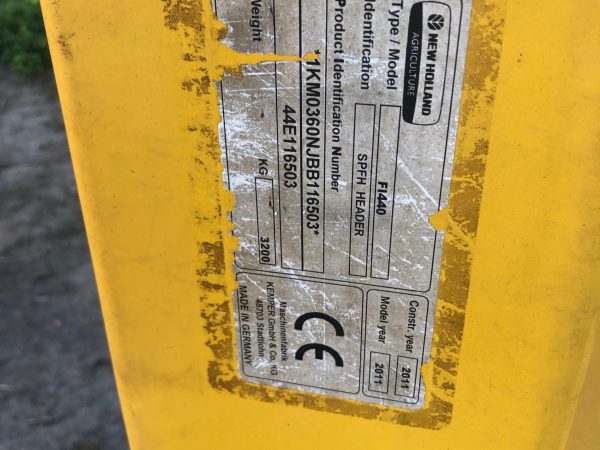 NEW HOLLAND
AGRICULTURE
Type / Model FI440
Identification SPFH HEADER
Product Identification Number
*1KM0360NJBB116503*
44E116503
Weight KG 3200
Constr. year 2011
Model year 2011
CE
Maschinenfabrik
KEMPER GmbH & Co. KG
48703 Stadtlohn
MADE IN GERMANY